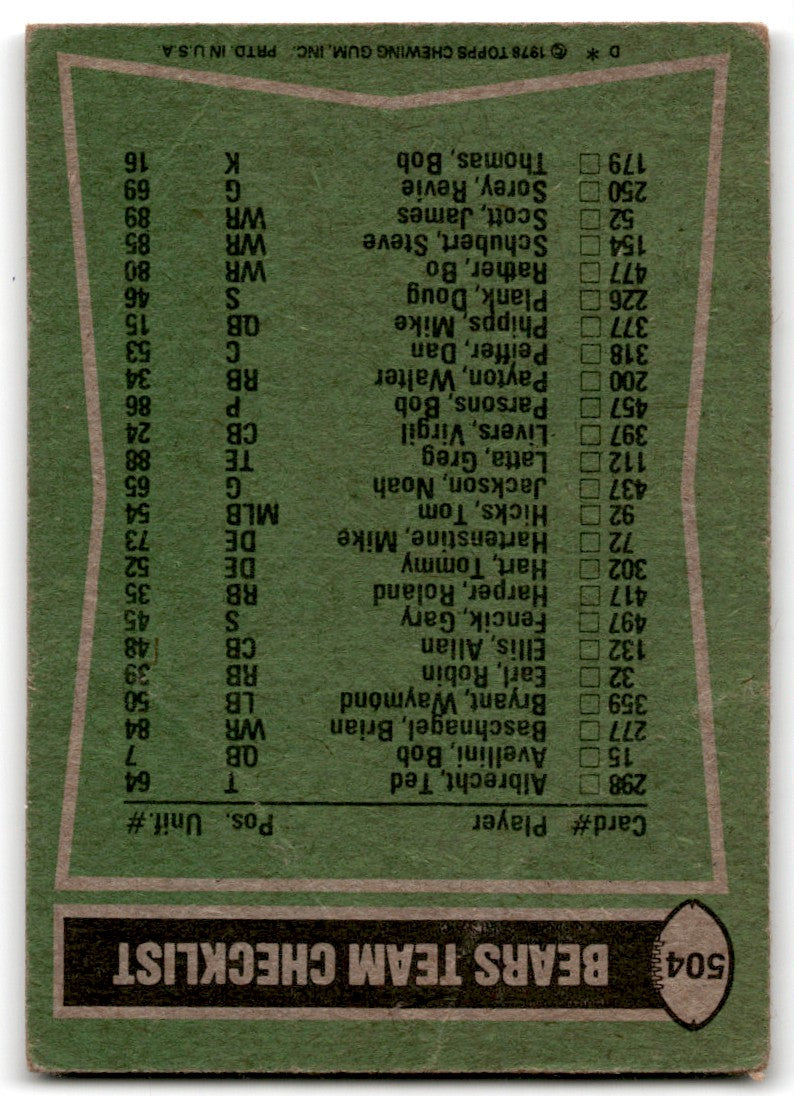 504 BEARS TEAM CHECKLIST
Card# Player Pos. Unif.#
298 Albrecht, Ted T 64
15 Avellini, Bob QB 7
277 Baschnagel, Brian WR 84
359 Bryant, Waymond LB 50
32 Earl, Robin RB 39
132 Ellis, Allan CB 48
497 Fencik, Gary S 45
417 Harper, Roland RB 35
302 Hart, Tommy DE 52
72 Hartenstine, Mike DE 73
92 Hicks, Tom MLB 54
437 Jackson, Noah G 65
112 Latta, Greg TE 88
397 Livers, Virgil CB 24
457 Parsons, Bob P 86
200 Payton, Walter RB 34
318 Peiffer, Dan C 53
377 Phipps, Mike QB 15
226 Plank, Doug S 46
477 Rather, Bo WR 80
154 Schubert, Steve WR 85
52 Scott, James WR 89
250 Sorey, Revie G 69
179 Thomas, Bob K 16
D * © 1978 TOPPS CHEWING GUM, INC. PRTD. IN U.S.A